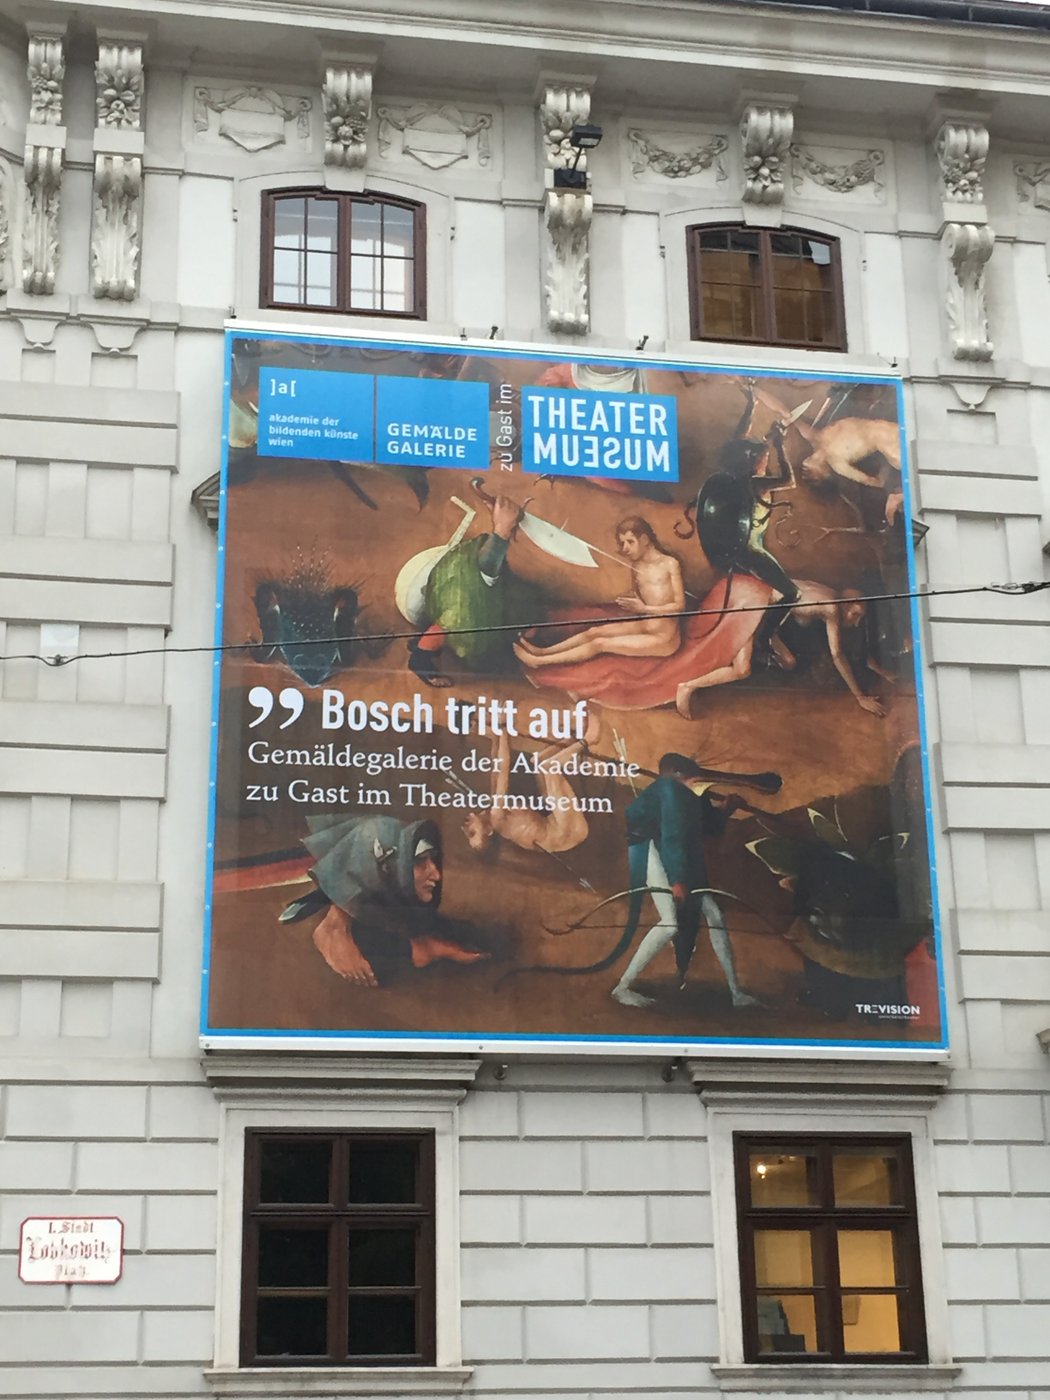 ]a[
akademie der
bildenden künste
wien
GEMÄLDE
GALERIE
zu Gast im
THEATER
MUƎSUM
❟❟ Bosch tritt auf
Gemäldegalerie der Akademie
zu Gast im Theatermuseum
TREVISION
I. Stadt
Lobkowitz
Platz